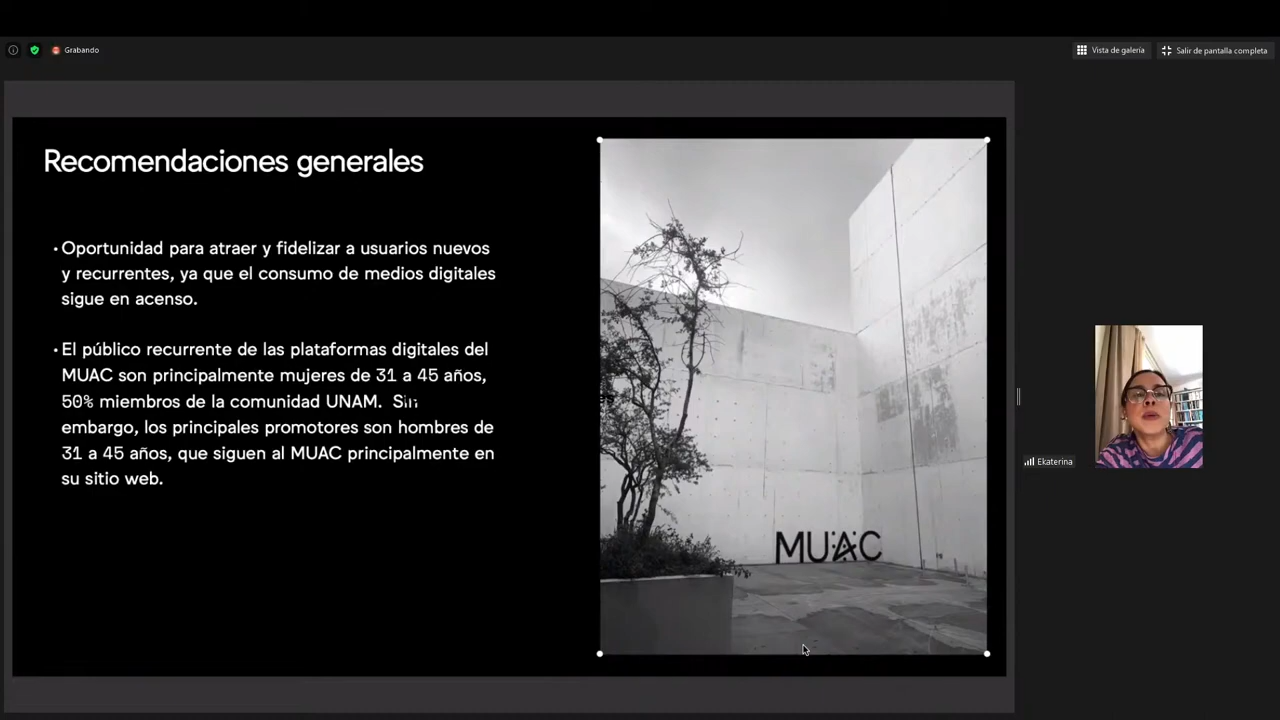 Grabando
Vista de galería
Salir de pantalla completa
Recomendaciones generales
• Oportunidad para atraer y fidelizar a usuarios nuevos
y recurrentes, ya que el consumo de medios digitales
sigue en acenso.
• El público recurrente de las plataformas digitales del
MUAC son principalmente mujeres de 31 a 45 años,
50% miembros de la comunidad UNAM. Sin
embargo, los principales promotores son hombres de
31 a 45 años, que siguen al MUAC principalmente en
su sitio web.
MUAC
Ekaterina